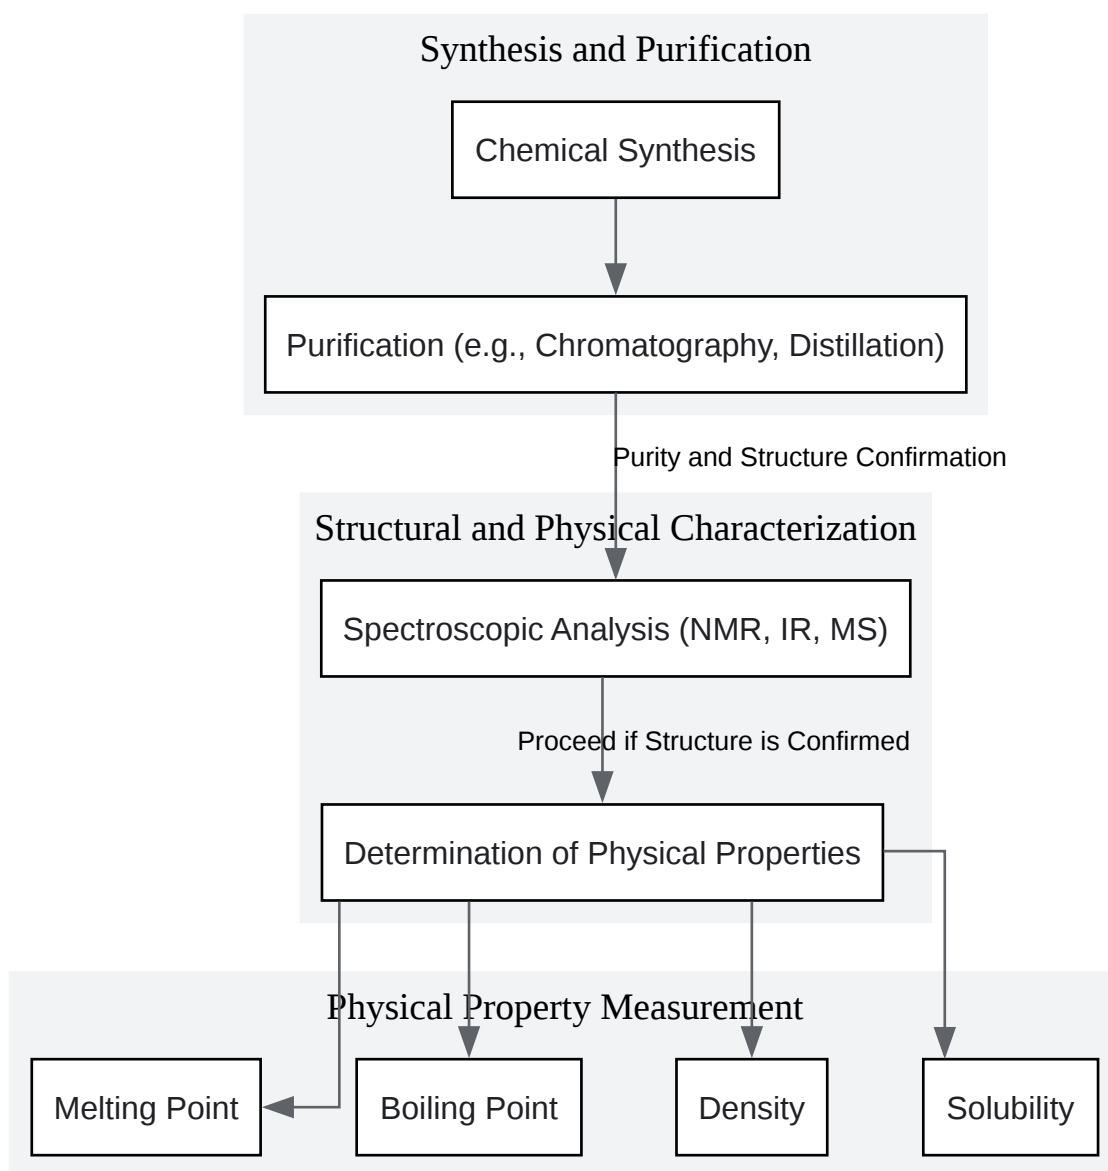 Synthesis and Purification
Chemical Synthesis
Purification (e.g., Chromatography, Distillation)
Purity and Structure Confirmation
Structural and Physical Characterization
Spectroscopic Analysis (NMR, IR, MS)
Proceed if Structure is Confirmed
Determination of Physical Properties
Physical Property Measurement
Melting Point
Boiling Point
Density
Solubility